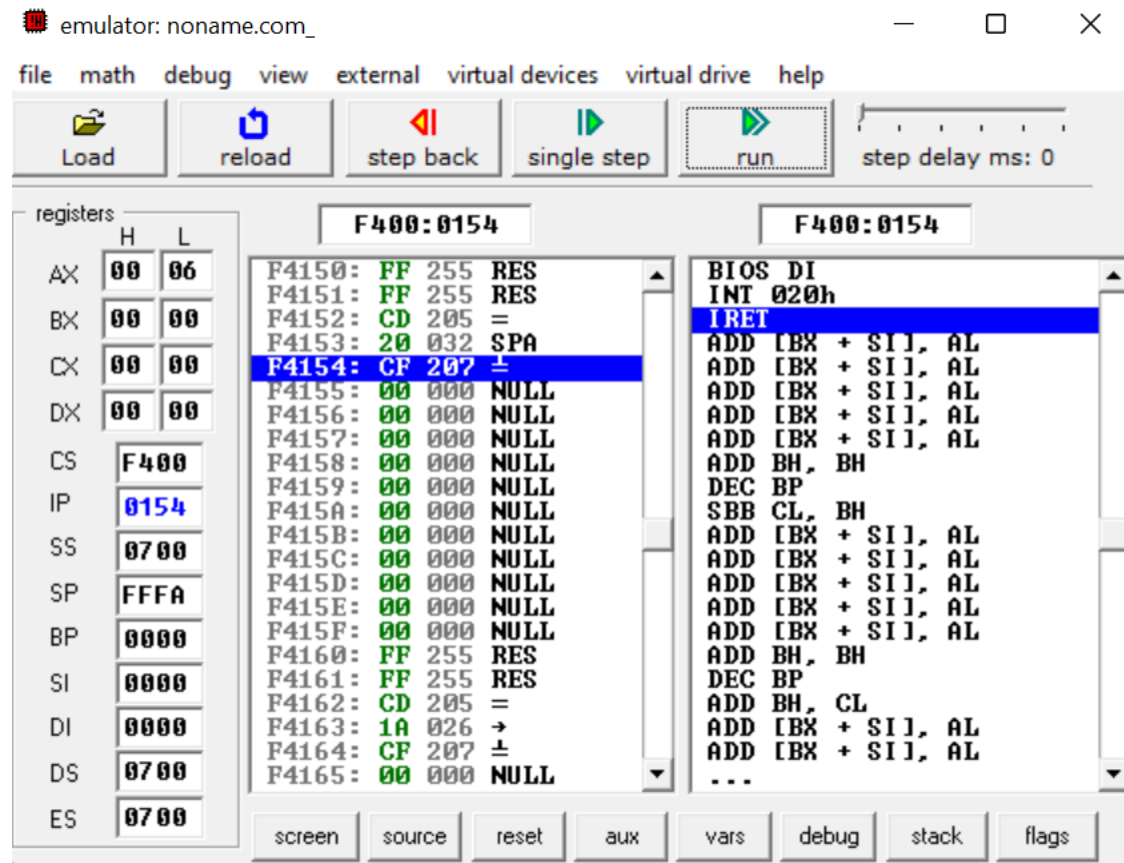 emulator: noname.com_
file math debug view external virtual devices virtual drive help
Load reload step back single step run step delay ms: 0
registers
H L
AX 00 06
BX 00 00
CX 00 00
DX 00 00
CS F400
IP 0154
SS 0700
SP FFFA
BP 0000
SI 0000
DI 0000
DS 0700
ES 0700
F400:0154
F4150: FF 255 RES
F4151: FF 255 RES
F4152: CD 205 =
F4153: 20 032 SPA
F4154: CF 207 ╧
F4155: 00 000 NULL
F4156: 00 000 NULL
F4157: 00 000 NULL
F4158: 00 000 NULL
F4159: 00 000 NULL
F415A: 00 000 NULL
F415B: 00 000 NULL
F415C: 00 000 NULL
F415D: 00 000 NULL
F415E: 00 000 NULL
F415F: 00 000 NULL
F4160: FF 255 RES
F4161: FF 255 RES
F4162: CD 205 =
F4163: 1A 026 →
F4164: CF 207 ╧
F4165: 00 000 NULL
F400:0154
BIOS DI
INT 020h
IRET
ADD [BX + SI], AL
ADD [BX + SI], AL
ADD [BX + SI], AL
ADD [BX + SI], AL
ADD [BX + SI], AL
ADD BH, BH
DEC BP
SBB CL, BH
ADD [BX + SI], AL
ADD [BX + SI], AL
ADD [BX + SI], AL
ADD [BX + SI], AL
ADD [BX + SI], AL
ADD BH, BH
DEC BP
ADD BH, CL
ADD [BX + SI], AL
ADD [BX + SI], AL
...
screen source reset aux vars debug stack flags